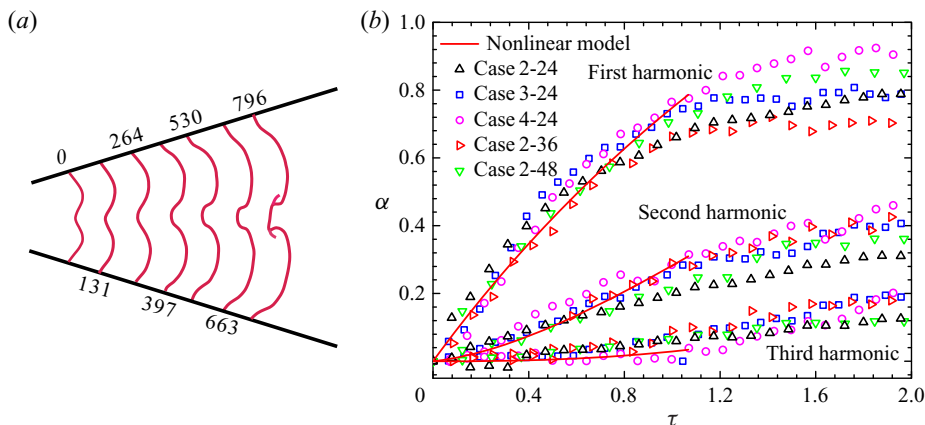 (a)
0
264
530
796
131
397
663
(b)
1.0
0.8
0.6
0.4
0.2
0
α
Nonlinear model
Case 2-24
Case 3-24
Case 4-24
Case 2-36
Case 2-48
First harmonic
Second harmonic
Third harmonic
0 0.4 0.8 1.2 1.6 2.0
τ